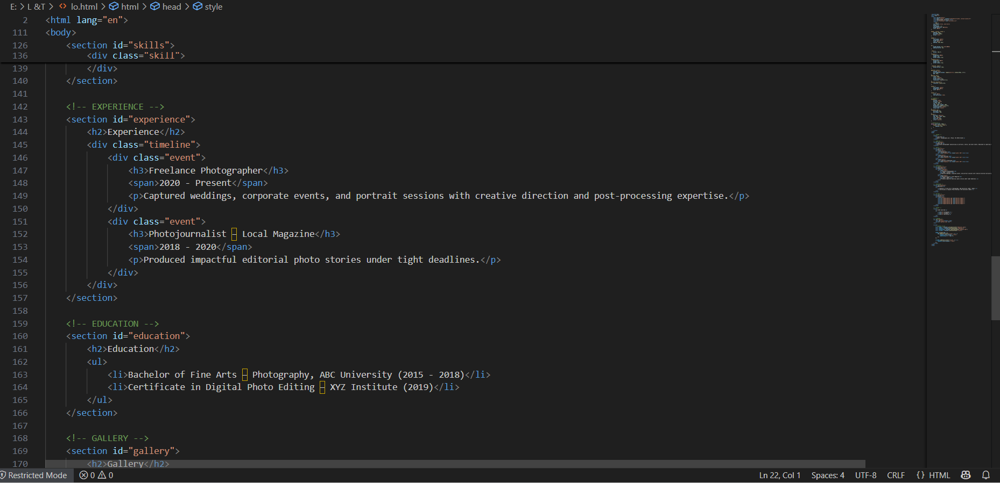 E: > L &T > <> lo.html > html > head > style
2 <html lang="en">
111 <body>
126 <section id="skills">
136 <div class="skill">
139 </div>
140 </section>
141
142 <!-- EXPERIENCE -->
143 <section id="experience">
144 <h2>Experience</h2>
145 <div class="timeline">
146 <div class="event">
147 <h3>Freelance Photographer</h3>
148 <span>2020 - Present</span>
149 <p>Captured weddings, corporate events, and portrait sessions with creative direction and post-processing expertise.</p>
150 </div>
151 <div class="event">
152 <h3>Photojournalist – Local Magazine</h3>
153 <span>2018 - 2020</span>
154 <p>Produced impactful editorial photo stories under tight deadlines.</p>
155 </div>
156 </div>
157 </section>
158
159 <!-- EDUCATION -->
160 <section id="education">
161 <h2>Education</h2>
162 <ul>
163 <li>Bachelor of Fine Arts – Photography, ABC University (2015 - 2018)</li>
164 <li>Certificate in Digital Photo Editing – XYZ Institute (2019)</li>
165 </ul>
166 </section>
167
168 <!-- GALLERY -->
169 <section id="gallery">
170 <h2>Gallery</h2>
Restricted Mode 0 0 Ln 22, Col 1 Spaces: 4 UTF-8 CRLF {} HTML